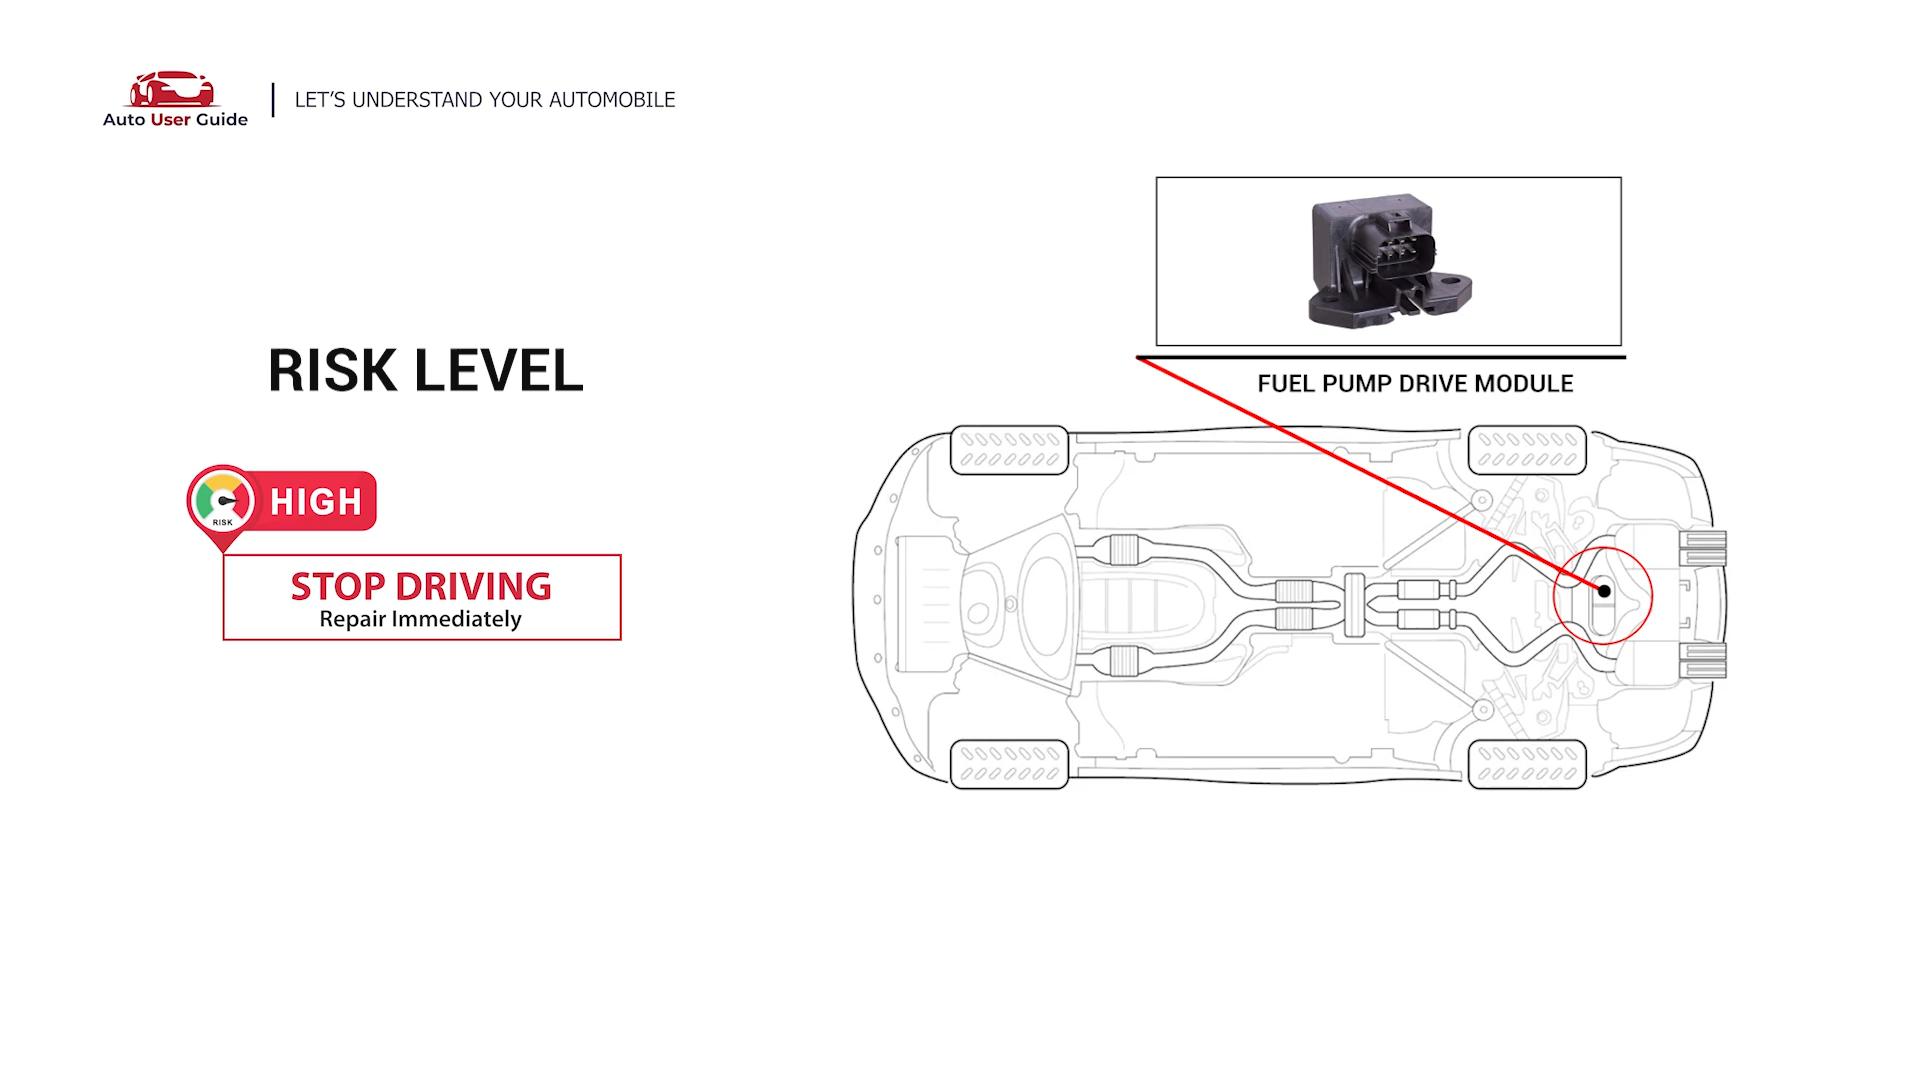 Auto User Guide
LET'S UNDERSTAND YOUR AUTOMOBILE
RISK LEVEL
RISK
HIGH
STOP DRIVING
Repair Immediately
FUEL PUMP DRIVE MODULE